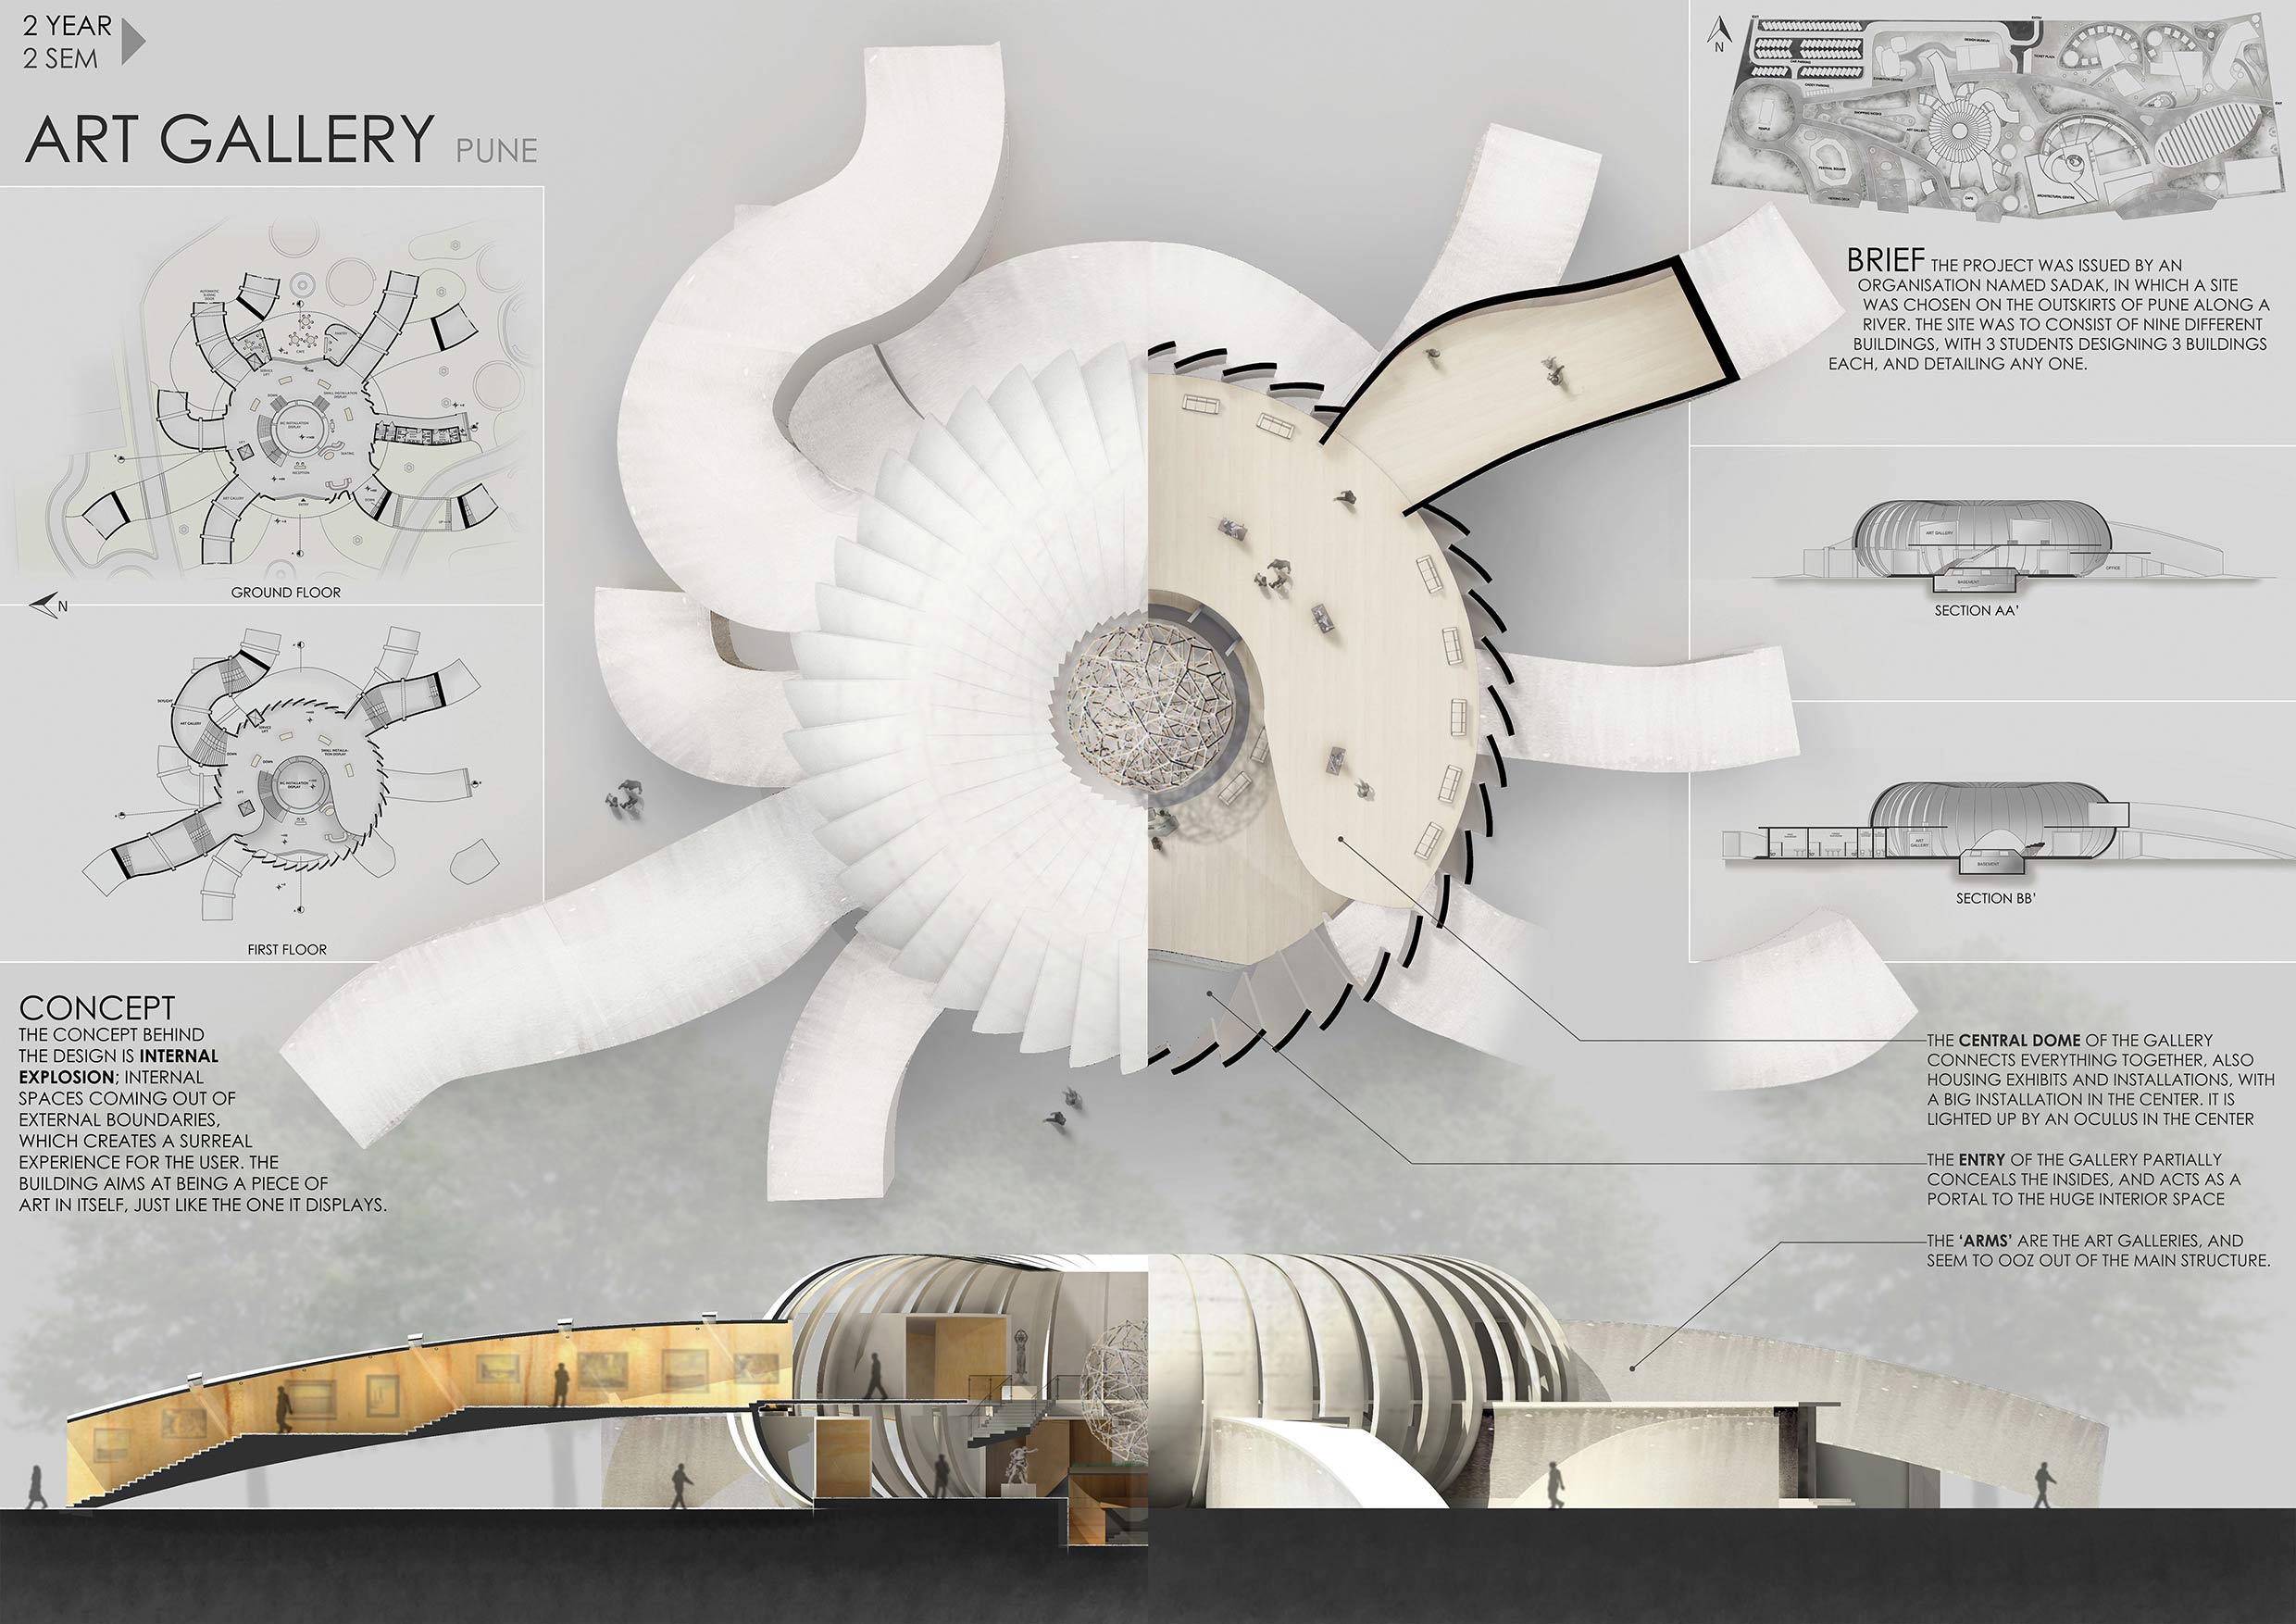 2 YEAR
2 SEM
ART GALLERY PUNE
GROUND FLOOR
N
FIRST FLOOR
CONCEPT
THE CONCEPT BEHIND
THE DESIGN IS INTERNAL
EXPLOSION; INTERNAL
SPACES COMING OUT OF
EXTERNAL BOUNDARIES,
WHICH CREATES A SURREAL
EXPERIENCE FOR THE USER. THE
BUILDING AIMS AT BEING A PIECE OF
ART IN ITSELF, JUST LIKE THE ONE IT DISPLAYS.
N
BRIEF THE PROJECT WAS ISSUED BY AN
ORGANISATION NAMED SADAK, IN WHICH A SITE
WAS CHOSEN ON THE OUTSKIRTS OF PUNE ALONG A
RIVER. THE SITE WAS TO CONSIST OF NINE DIFFERENT
BUILDINGS, WITH 3 STUDENTS DESIGNING 3 BUILDINGS
EACH, AND DETAILING ANY ONE.
ART GALLERY
BASEMENT
OFFICE
SECTION AA'
ART
GALLERY
BASEMENT
SECTION BB'
THE CENTRAL DOME OF THE GALLERY
CONNECTS EVERYTHING TOGETHER, ALSO
HOUSING EXHIBITS AND INSTALLATIONS, WITH
A BIG INSTALLATION IN THE CENTER. IT IS
LIGHTED UP BY AN OCULUS IN THE CENTER
THE ENTRY OF THE GALLERY PARTIALLY
CONCEALS THE INSIDES, AND ACTS AS A
PORTAL TO THE HUGE INTERIOR SPACE
THE 'ARMS' ARE THE ART GALLERIES, AND
SEEM TO OOZ OUT OF THE MAIN STRUCTURE.